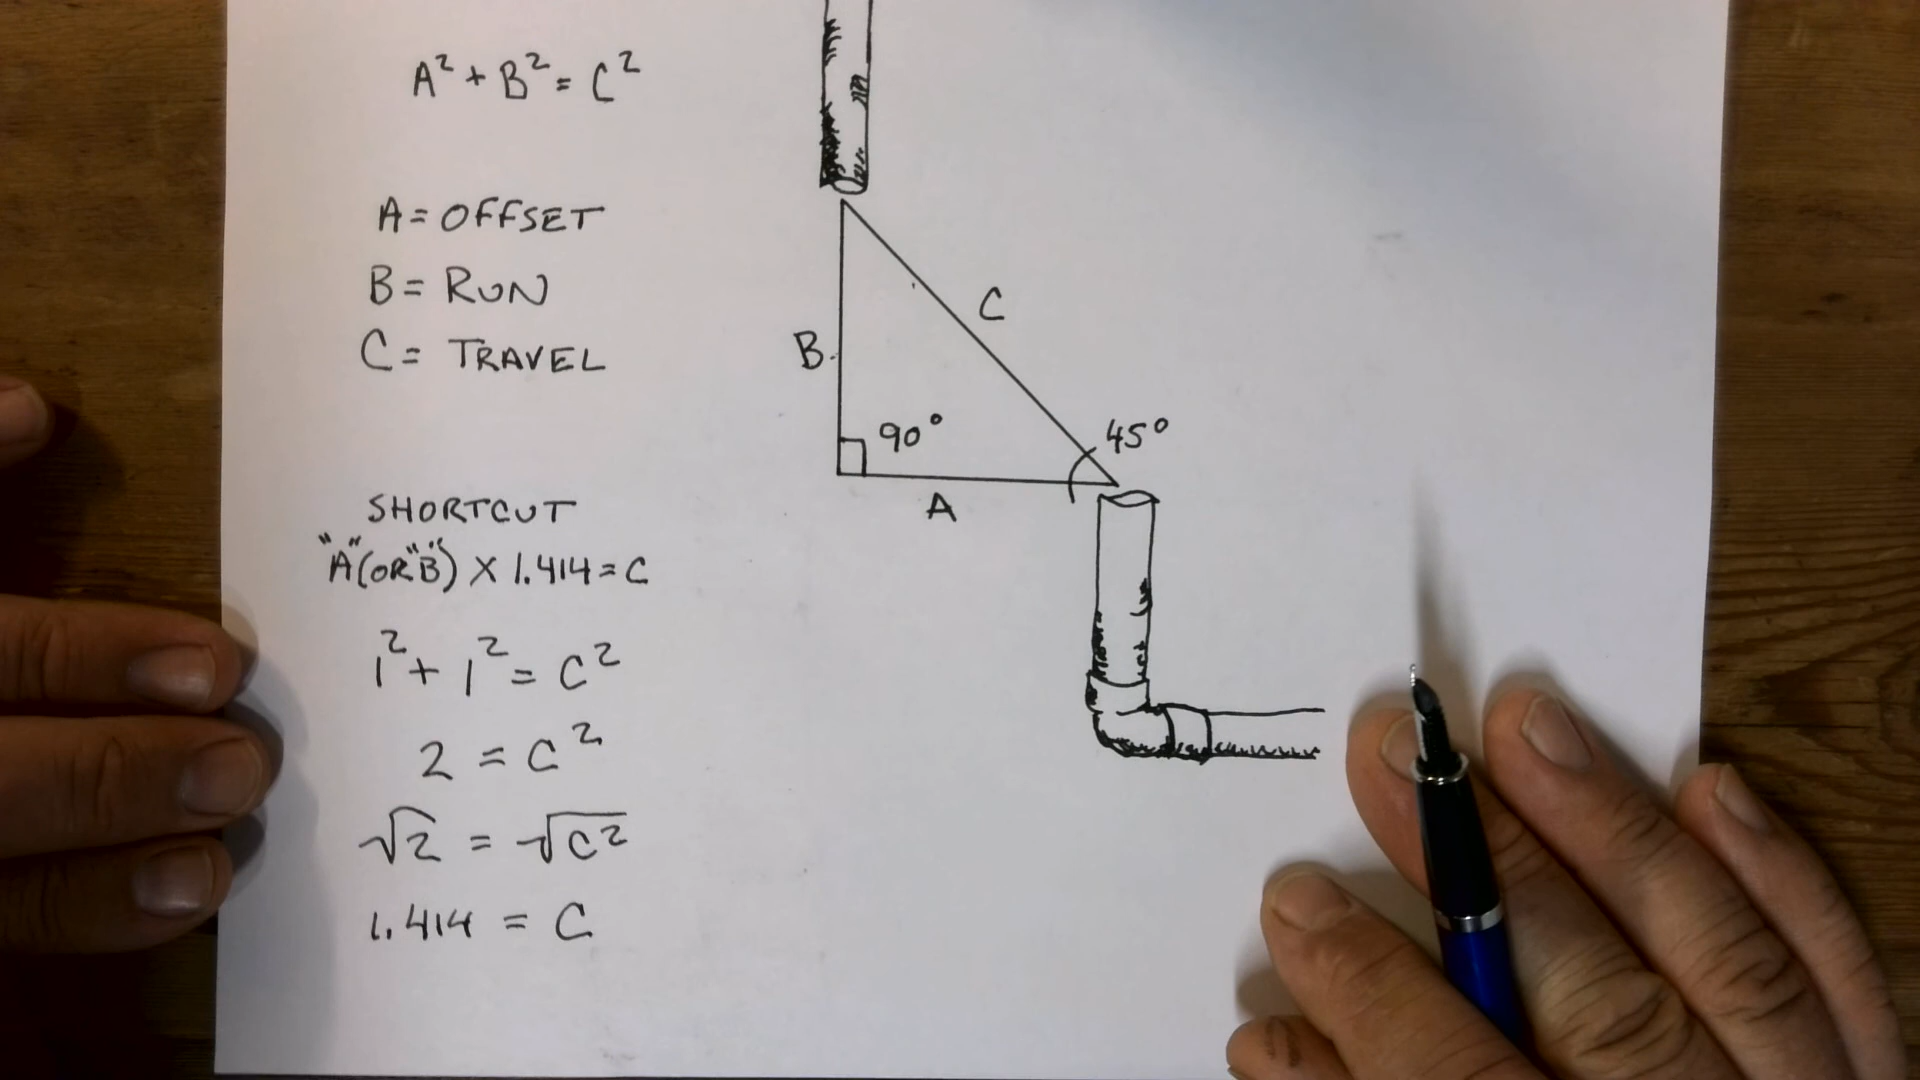 A² + B² = C²
A = OFFSET
B = RUN
C = TRAVEL
SHORTCUT
"A" (OR "B") X 1.414 = C
1² + 1² = C²
2 = C²
√2 = √C²
1.414 = C
C
B
90°
45°
A